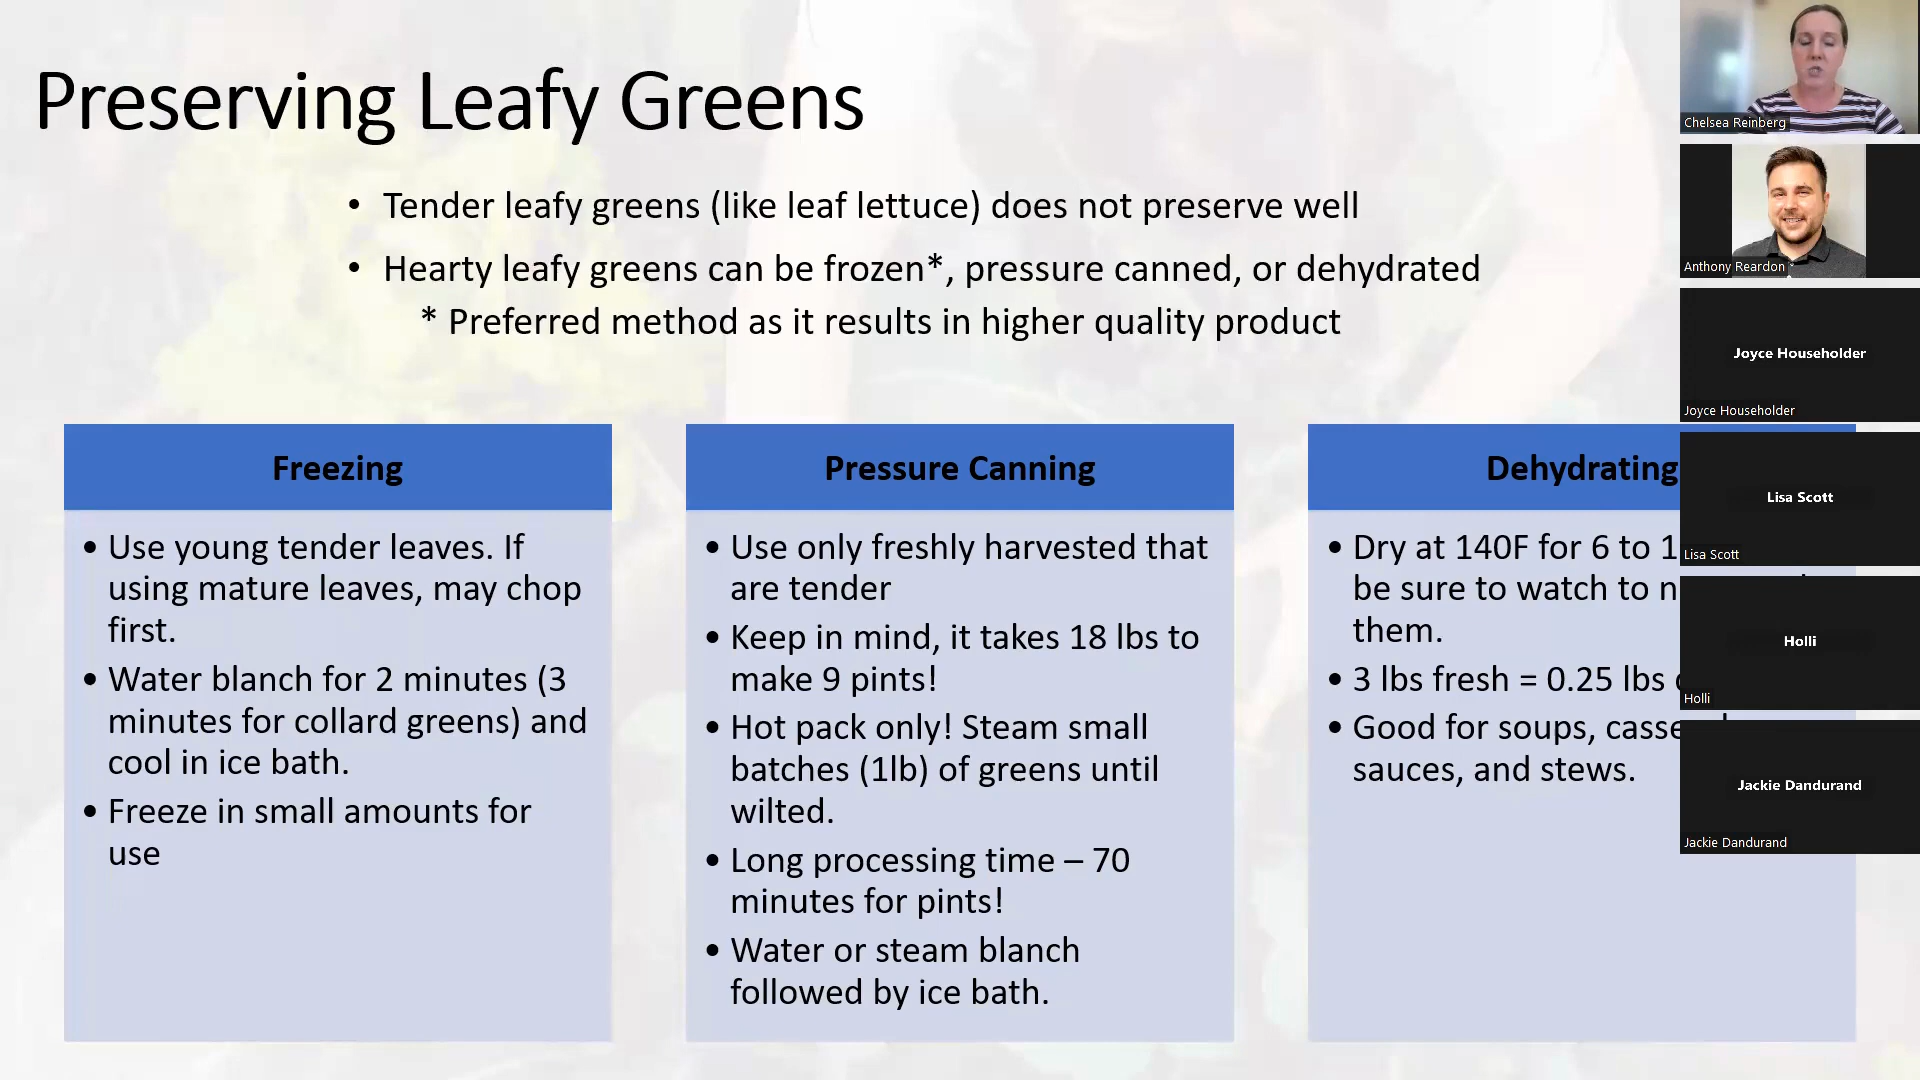 Preserving Leafy Greens
• Tender leafy greens (like leaf lettuce) does not preserve well
• Hearty leafy greens can be frozen*, pressure canned, or dehydrated
* Preferred method as it results in higher quality product
Freezing
• Use young tender leaves. If
using mature leaves, may chop
first.
• Water blanch for 2 minutes (3
minutes for collard greens) and
cool in ice bath.
• Freeze in small amounts for
use
Pressure Canning
• Use only freshly harvested that
are tender
• Keep in mind, it takes 18 lbs to
make 9 pints!
• Hot pack only! Steam small
batches (1lb) of greens until
wilted.
• Long processing time – 70
minutes for pints!
• Water or steam blanch
followed by ice bath.
Dehydrating
• Dry at 140F for 6 to
be sure to watch to
them.
• 3 lbs fresh = 0.25 lbs
• Good for soups,
sauces, and stews.
Chelsea Reinberg
Anthony Reardon
Joyce Householder
Joyce Householder
Lisa Scott
Lisa Scott
Holli
Holli
Jackie Dandurand
Jackie Dandurand